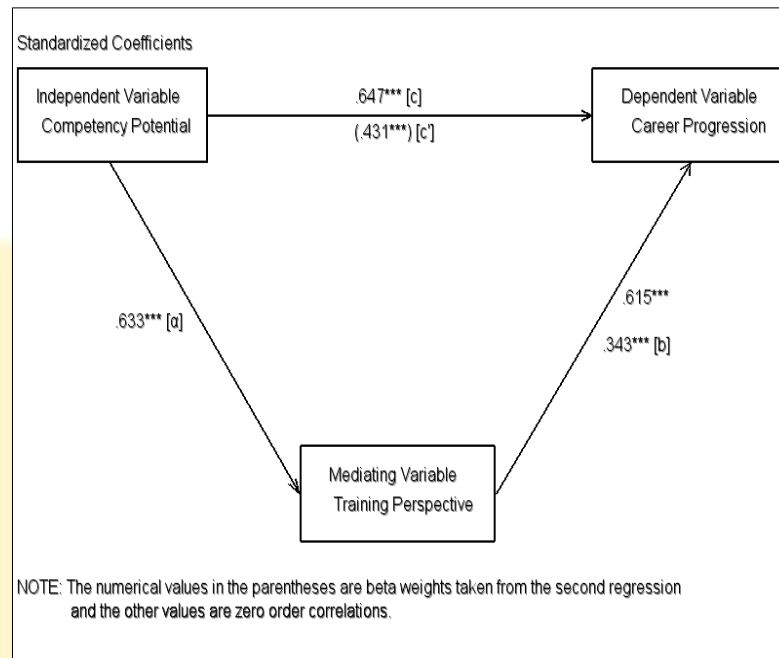 Standardized Coefficients
Independent Variable
Competency Potential
.647*** [c]
(.431***) [c']
Dependent Variable
Career Progression
.633*** [α]
.615***
.343*** [b]
Mediating Variable
Training Perspective
NOTE: The numerical values in the parentheses are beta weights taken from the second regression
and the other values are zero order correlations.